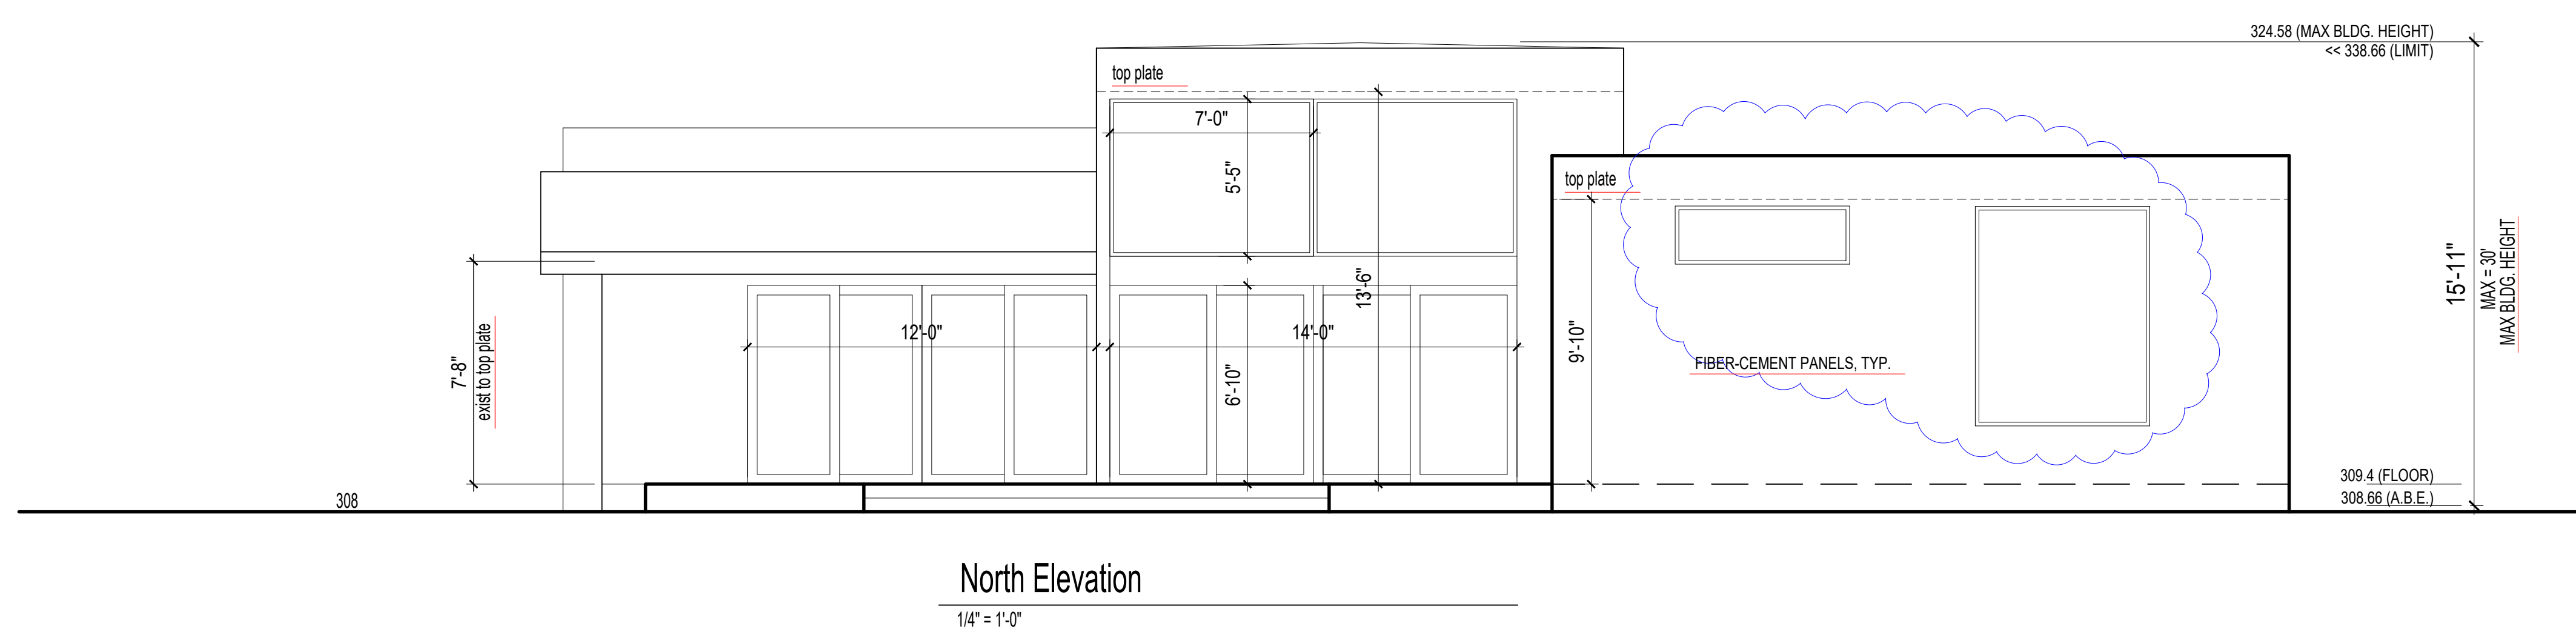 324.58 (MAX BLDG. HEIGHT)
<< 338.66 (LIMIT)
top plate
7'-0"
5'-5"
top plate
13'-6"
15'-11"
MAX = 30'
MAX BLDG. HEIGHT
7'-8"
exist to top plate
12'-0"
14'-0"
6'-10"
9'-10"
FIBER-CEMENT PANELS, TYP.
309.4 (FLOOR)
308.66 (A.B.E.)
308
North Elevation
1/4" = 1'-0"